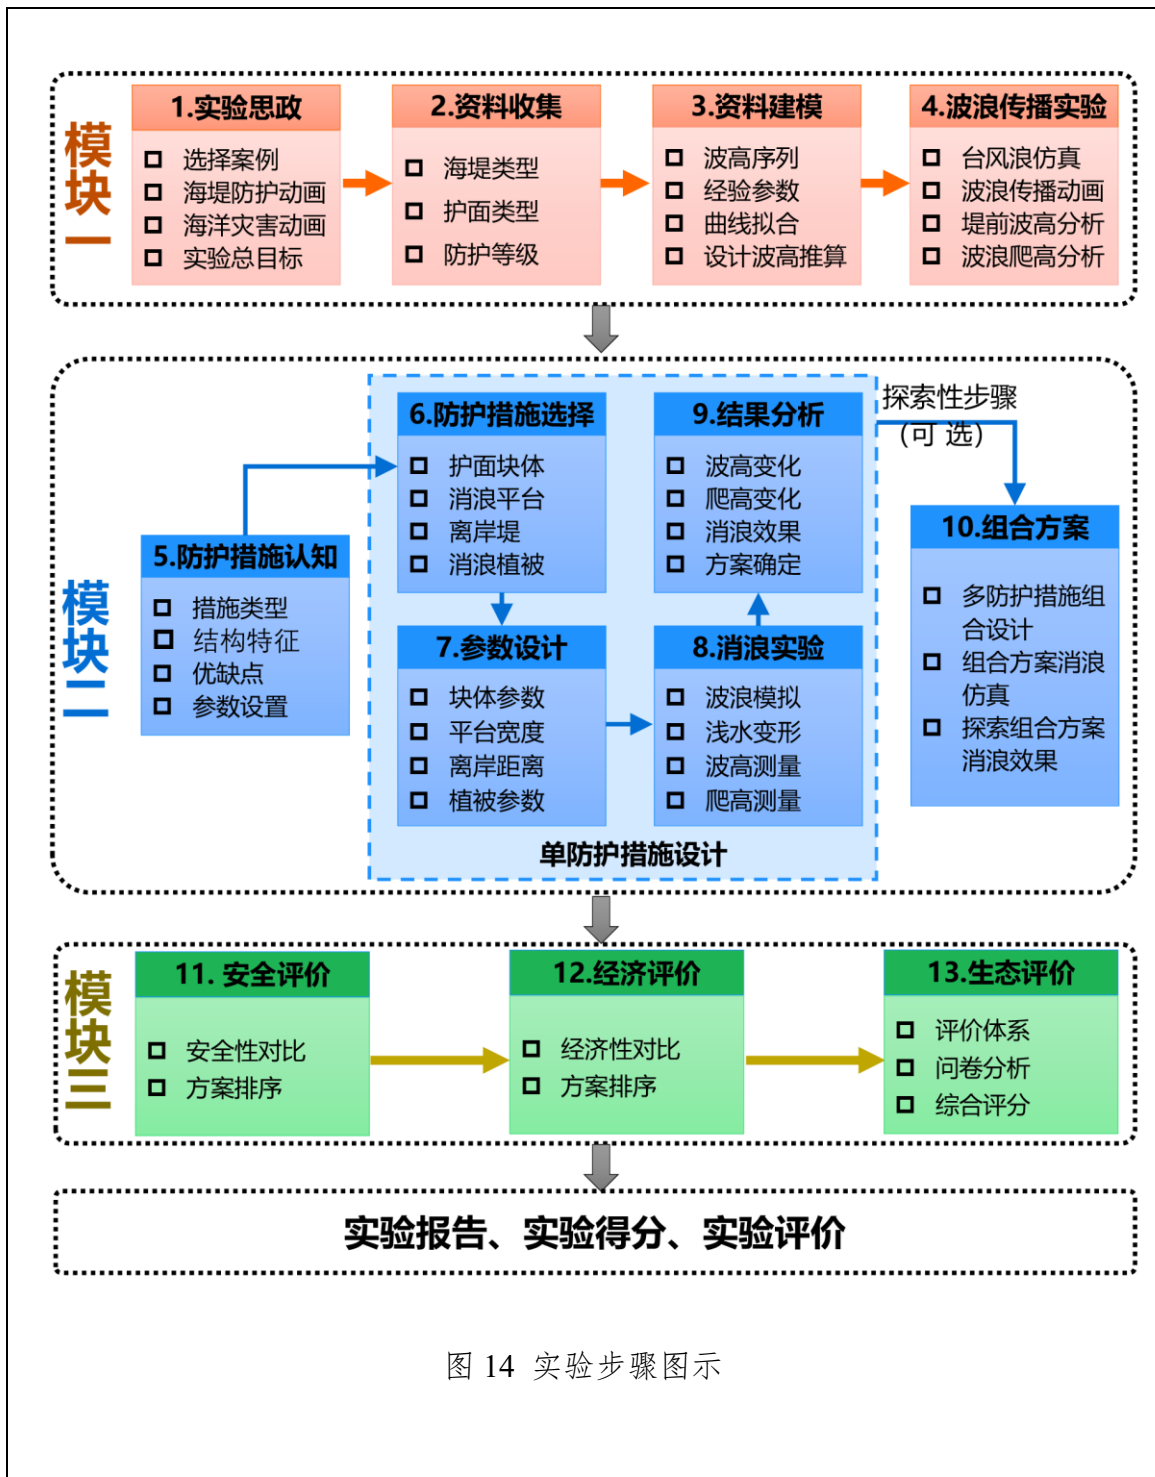 模块一
1.实验思政
选择案例
海堤防护动画
海洋灾害动画
实验总目标
2.资料收集
海堤类型
护面类型
防护等级
3.资料建模
波高序列
经验参数
曲线拟合
设计波高推算
4.波浪传播实验
台风浪仿真
波浪传播动画
堤前波高分析
波浪爬高分析
模块二
5.防护措施认知
措施类型
结构特征
优缺点
参数设置
6.防护措施选择
护面块体
消浪平台
离岸堤
消浪植被
7.参数设计
块体参数
平台宽度
离岸距离
植被参数
8.消浪实验
波浪模拟
浅水变形
波高测量
爬高测量
9.结果分析
波高变化
爬高变化
消浪效果
方案确定
单防护措施设计
探索性步骤
（可 选）
10.组合方案
多防护措施组
合设计
组合方案消浪
仿真
探索组合方案
消浪效果
模块三
11. 安全评价
安全性对比
方案排序
12.经济评价
经济性对比
方案排序
13.生态评价
评价体系
问卷分析
综合评分
实验报告、实验得分、实验评价
图 14 实验步骤图示